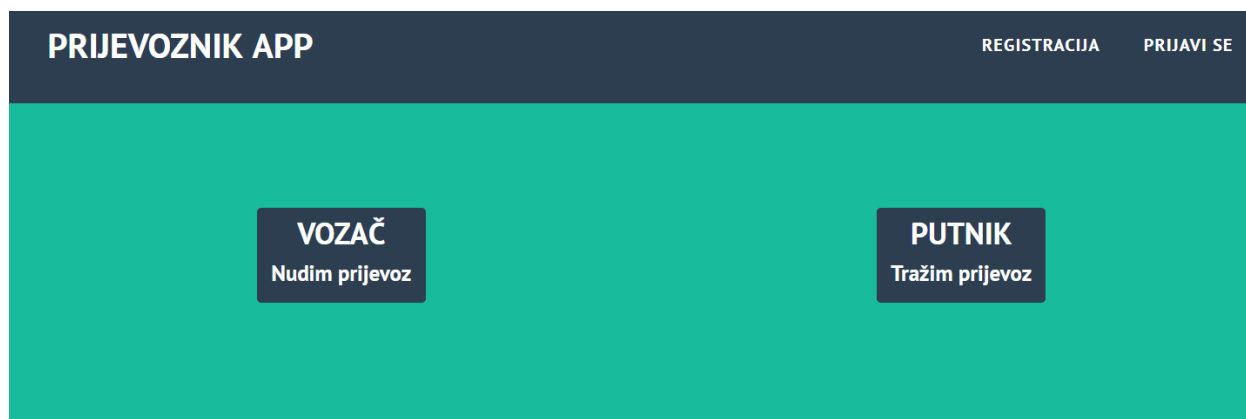 PRIJEVOZNIK APP
REGISTRACIJA
PRIJAVI SE
VOZAČ
Nudim prijevoz
PUTNIK
Tražim prijevoz